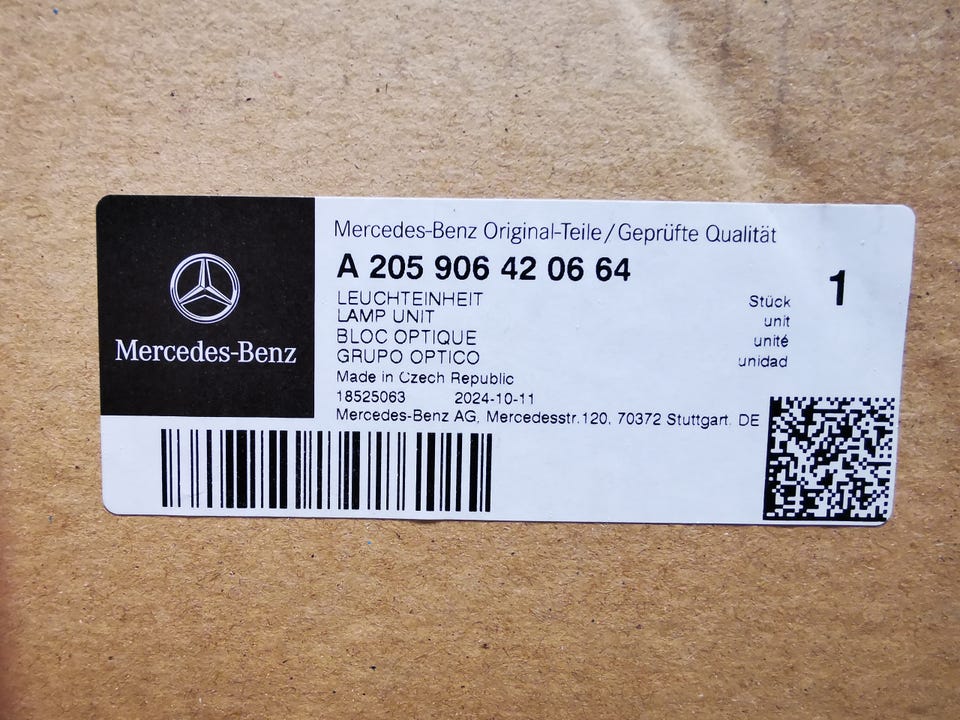 Mercedes-Benz
Mercedes-Benz Original-Teile/Geprüfte Qualität
A 205 906 42 06 64
1
LEUCHTEINHEIT Stück
LAMP UNIT unit
BLOC OPTIQUE unité
GRUPO OPTICO unidad
Made in Czech Republic
18525063 2024-10-11
Mercedes-Benz AG, Mercedesstr.120, 70372 Stuttgart, DE